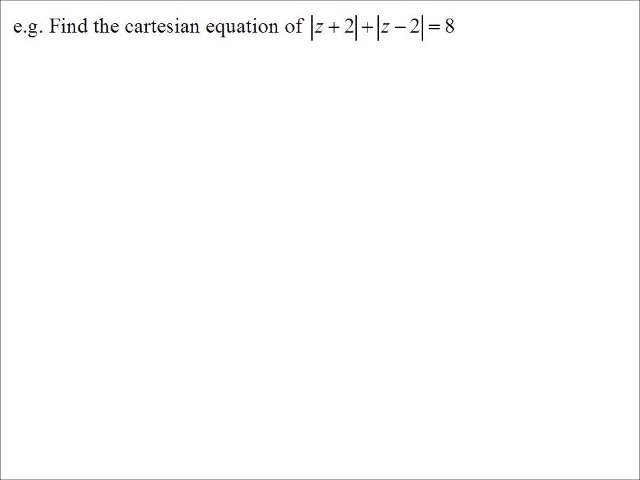 e.g. Find the cartesian equation of |z + 2| + |z − 2| = 8